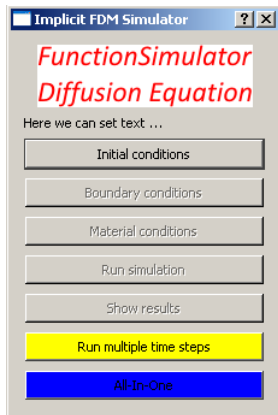 Implicit FDM Simulator
FunctionSimulator
Diffusion Equation
Here we can set text ...
Initial conditions
Boundary conditions
Material conditions
Run simulation
Show results
Run multiple time steps
All-In-One